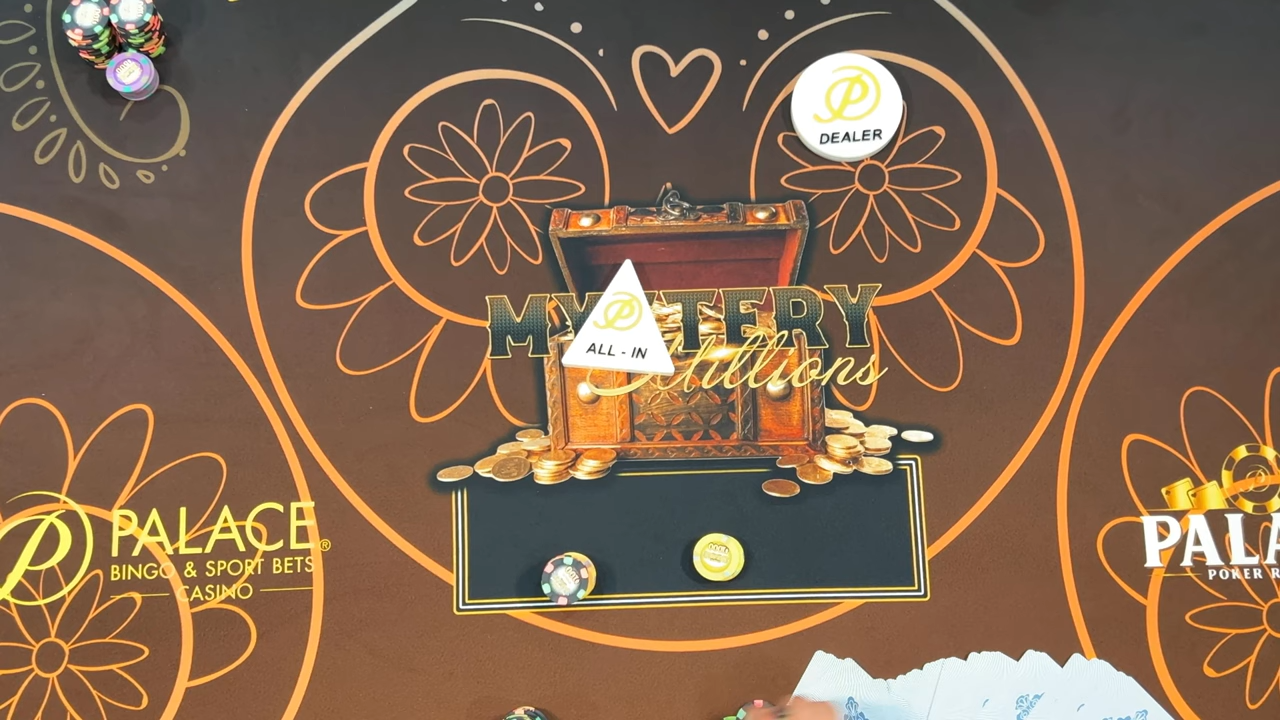 DEALER
MYSTERY
Millions
ALL - IN
PALACE®
BINGO & SPORT BETS
CASINO
PALA
POKER R